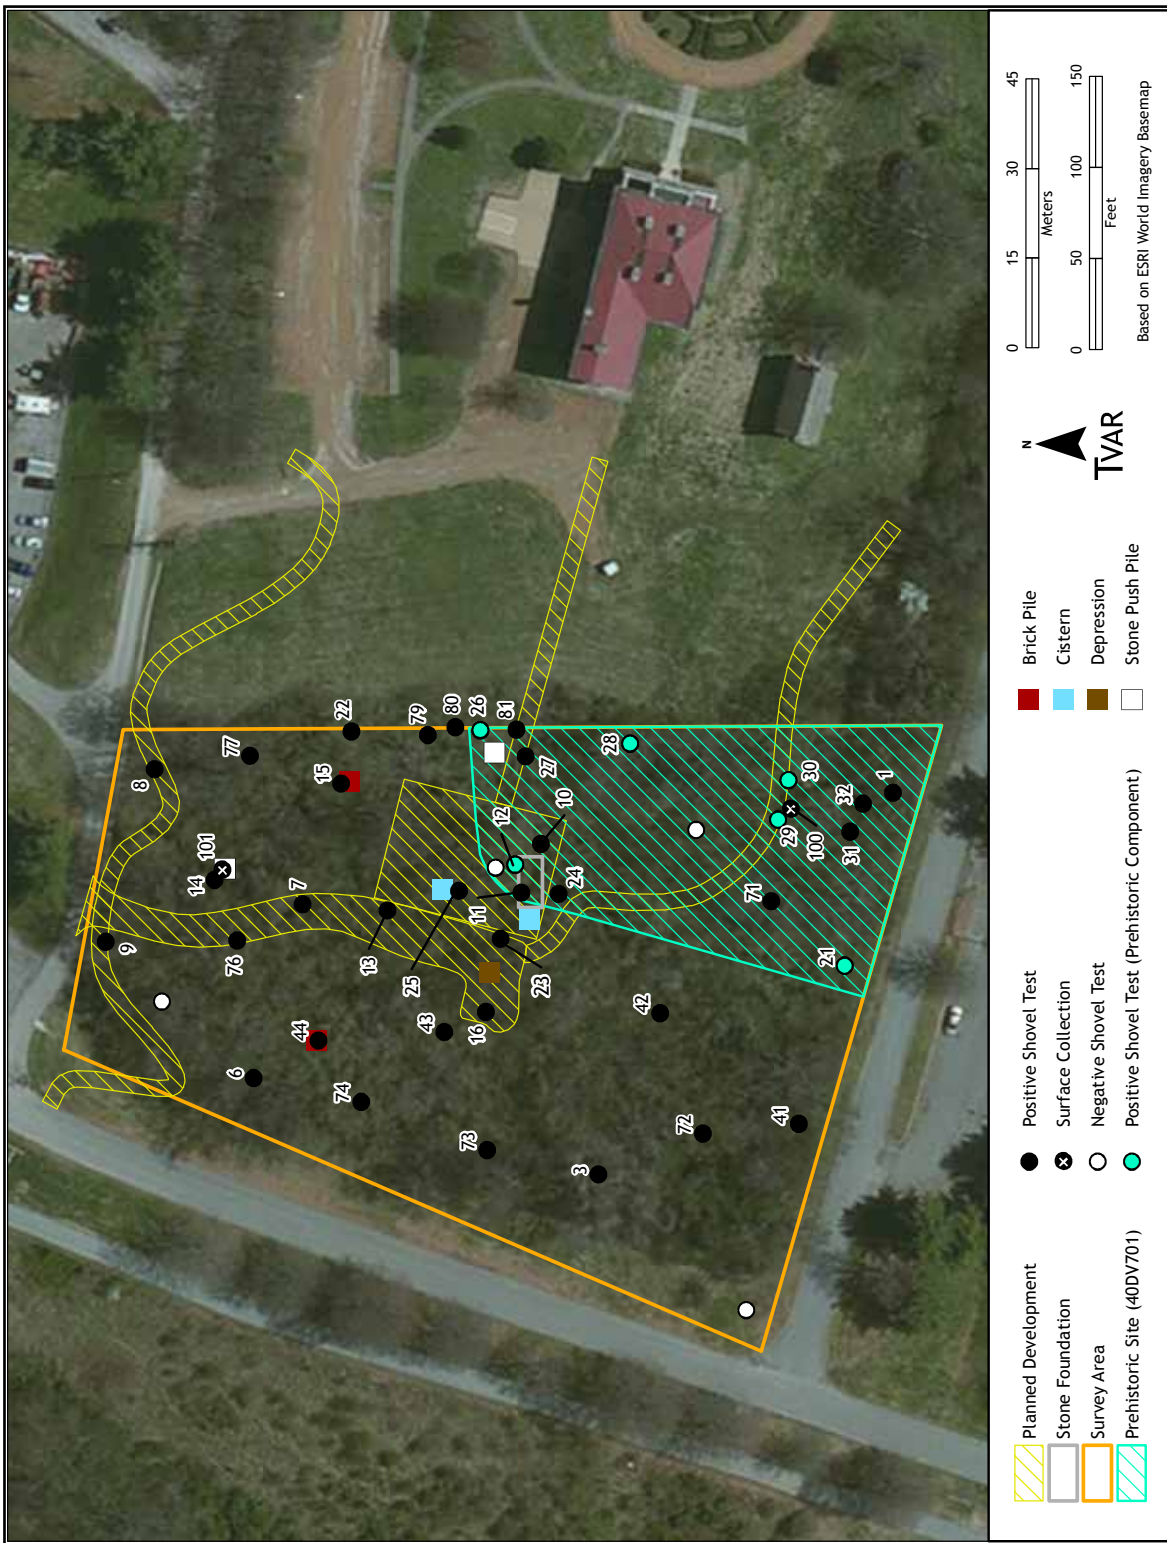 8
77
22
15
101
14
7
9
76
13
79
80
26
81
27
12
10
11
24
25
23
16
43
44
6
74
73
3
42
72
41
28
30
29
100
32
1
31
71
21
Planned Development
Stone Foundation
Survey Area
Prehistoric Site (40DV701)
Positive Shovel Test
Surface Collection
Negative Shovel Test
Positive Shovel Test (Prehistoric Component)
Brick Pile
Cistern
Depression
Stone Push Pile
N
TVAR
0 15 30 45
Meters
0 50 100 150
Feet
Based on ESRI World Imagery Basemap